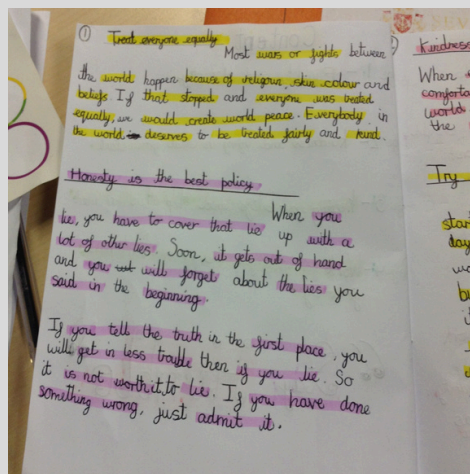 ① Treat everyone equally
Most wars or fights between
the world happen because of religion, skin colour and
beliefs If that stopped and everyone was treated
equally, we would create world peace. Everybody in
the world deserves to be treated fairly and kind.
Honesty is the best policy
When you
lie, you have to cover that lie up with a
lot of other lies. Soon, it gets out of hand
and you will forget about the lies you
said in the beginning.
If you tell the truth in the first place, you
will get in less trouble then if you lie. So
it is not worth it to lie. If you have done
something wrong, just admit it.
Kindness
When
comforta
world
the
Try
star
day